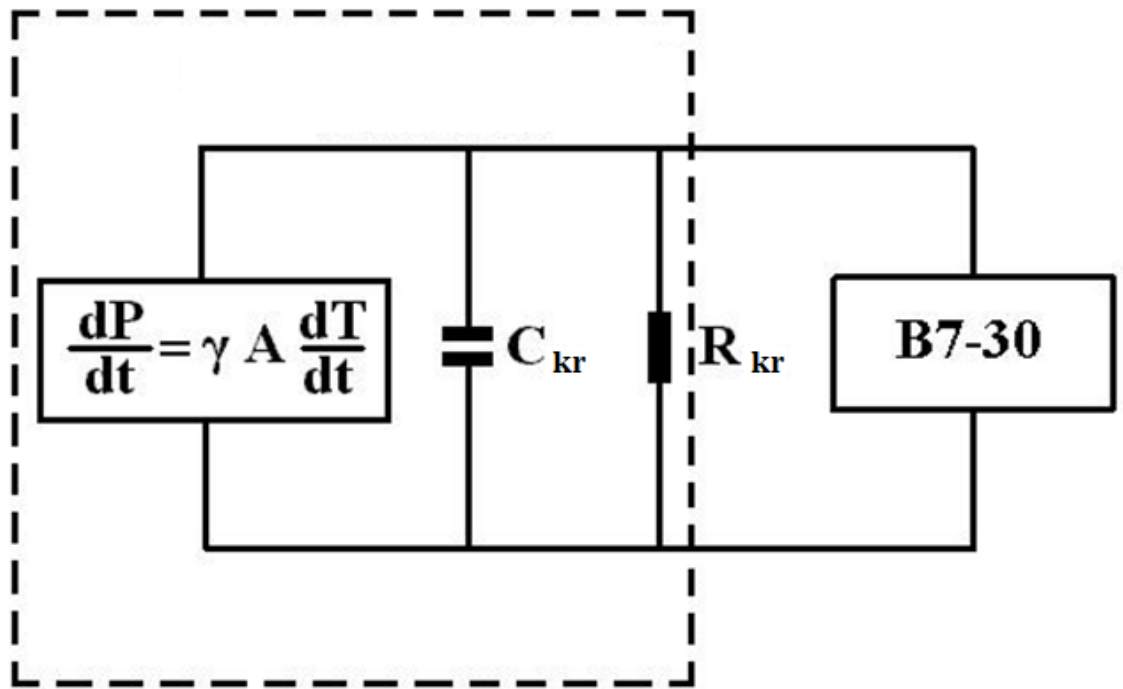 dP/dt = γ A dT/dt
C kr
R kr
B7-30